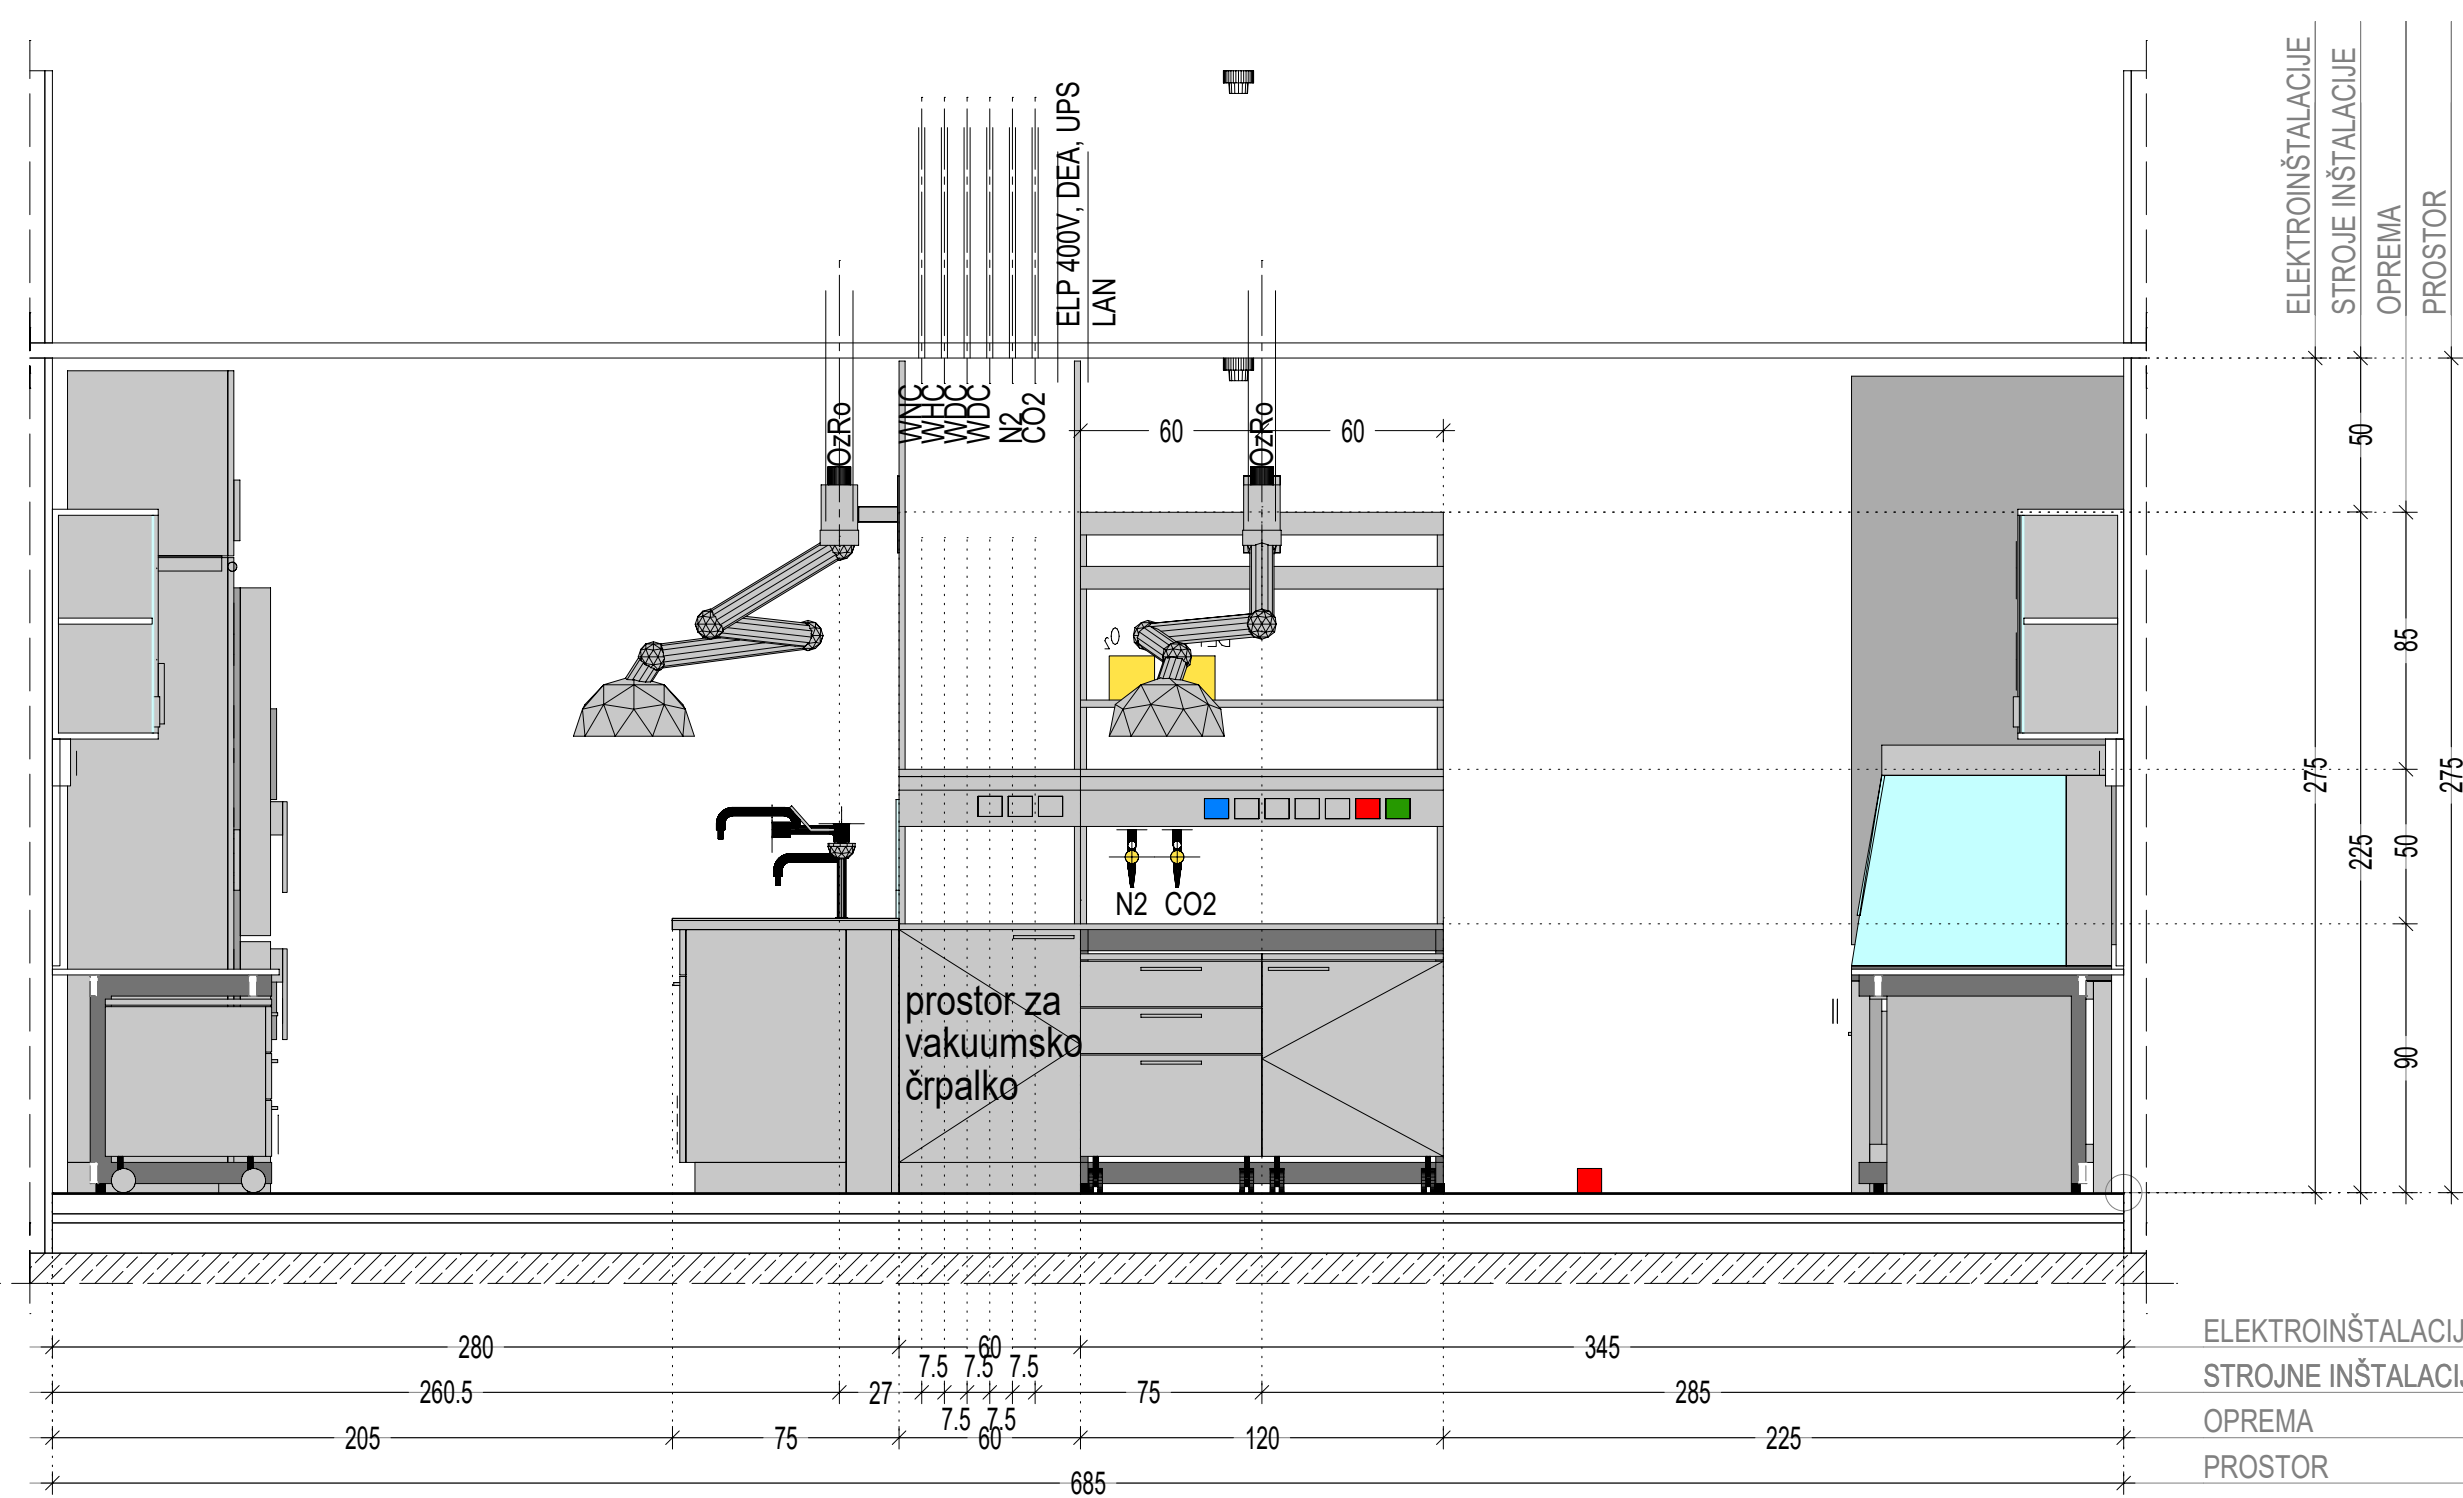 ELEKTROINŠTALACIJE
STROJE INŠTALACIJE
OPREMA
PROSTOR
ELP 400V, DEA, UPS
LAN
OzRo
WNC
WHC
WDC
WDC
N2
CO2
OzRo
60
60
50
85
275
275
225
50
90
O2
N2 CO2
prostor za
vakuumsko
črpalko
280
60
345
ELEKTROINŠTALACIJ
7.5 7.5 7.5
260.5
27
75
285
STROJNE INŠTALACIJ
7.5 7.5
205
75
60
120
225
OPREMA
685
PROSTOR